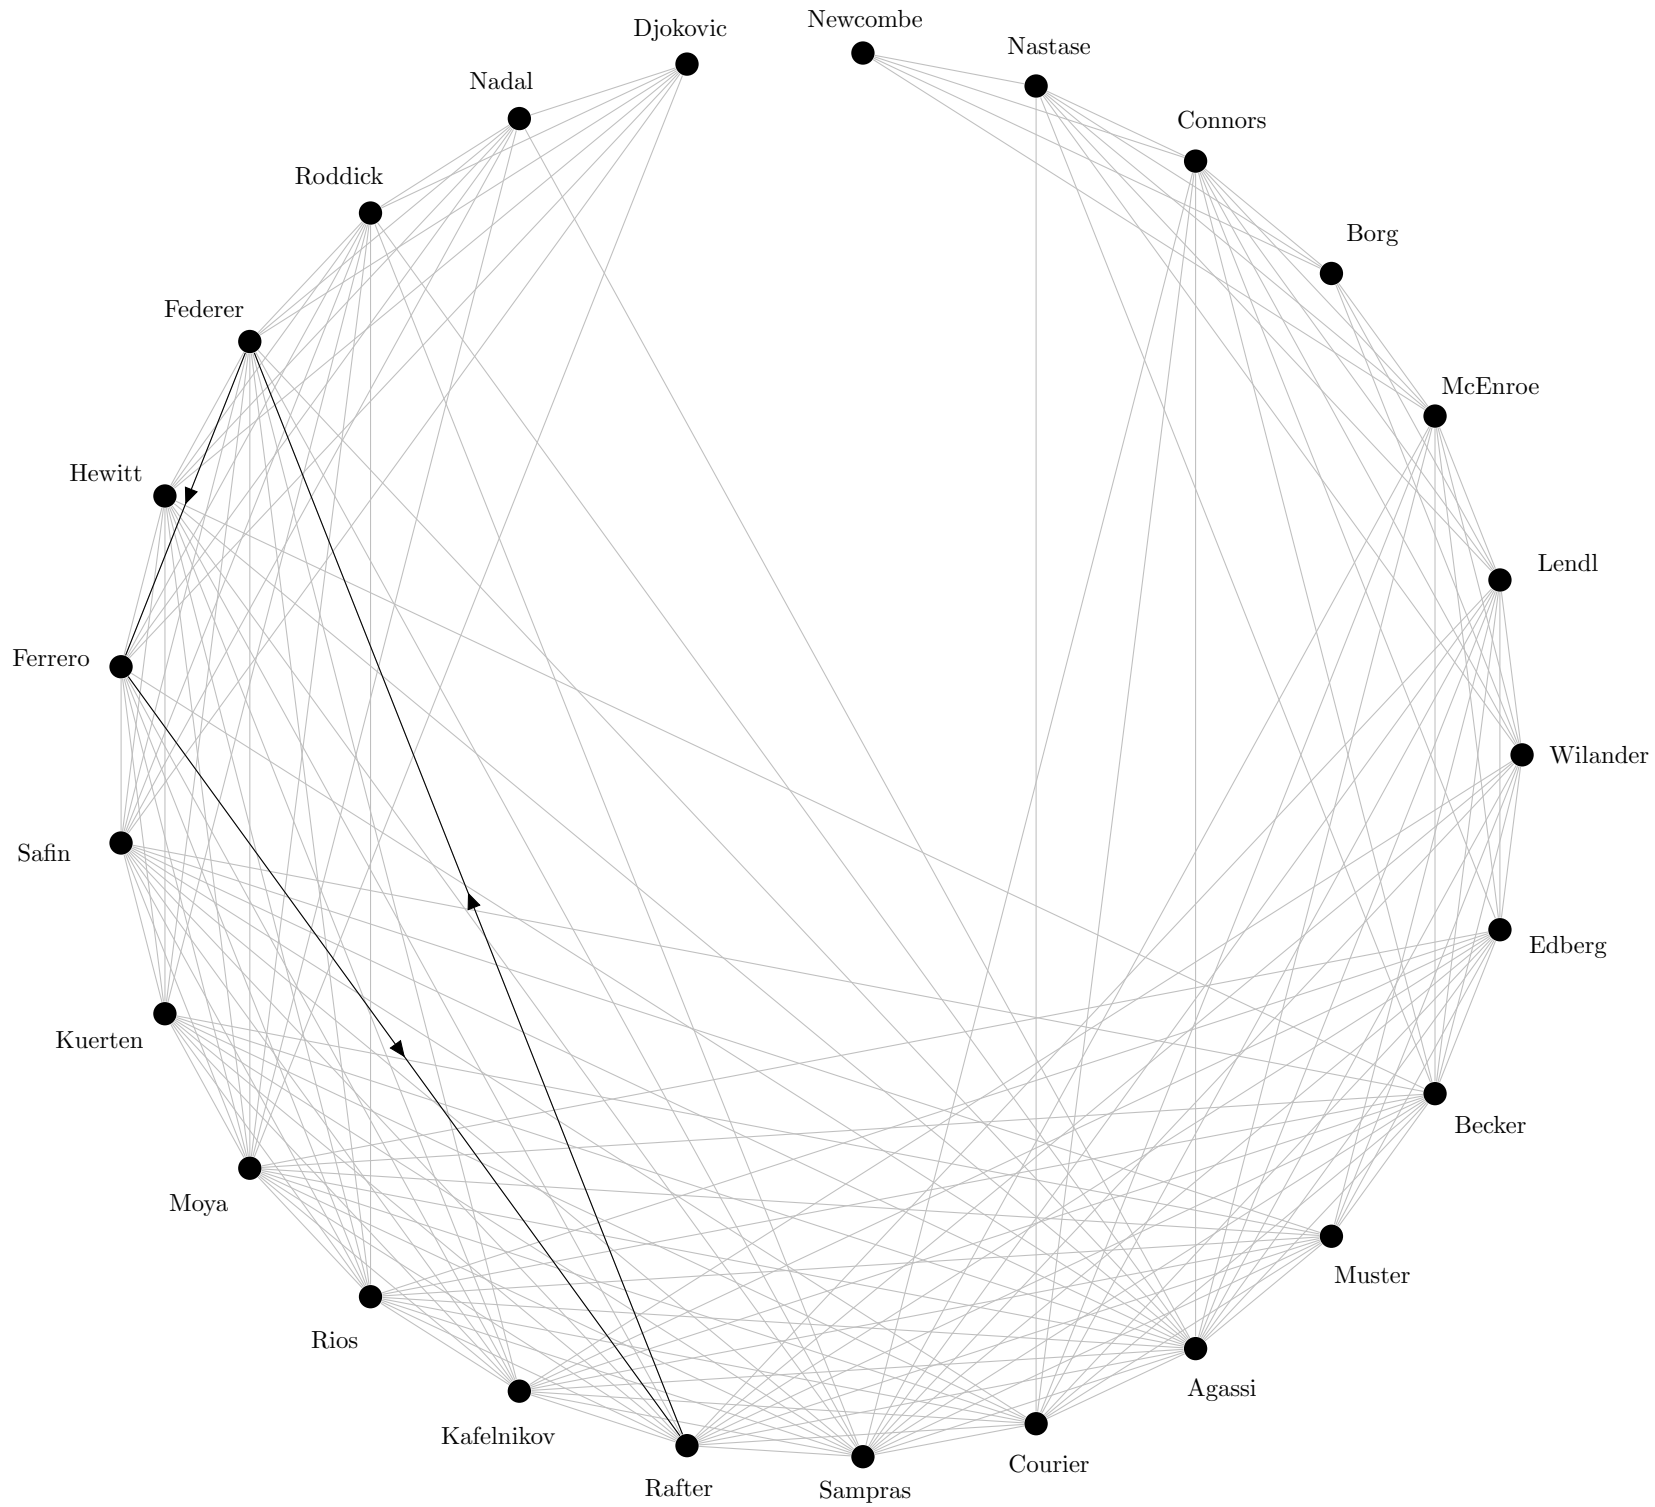 Newcombe
Djokovic
Nastase
Nadal
Connors
Roddick
Borg
Federer
McEnroe
Hewitt
Lendl
Ferrero
Wilander
Safin
Edberg
Kuerten
Becker
Moya
Muster
Rios
Agassi
Kafelnikov
Courier
Rafter
Sampras